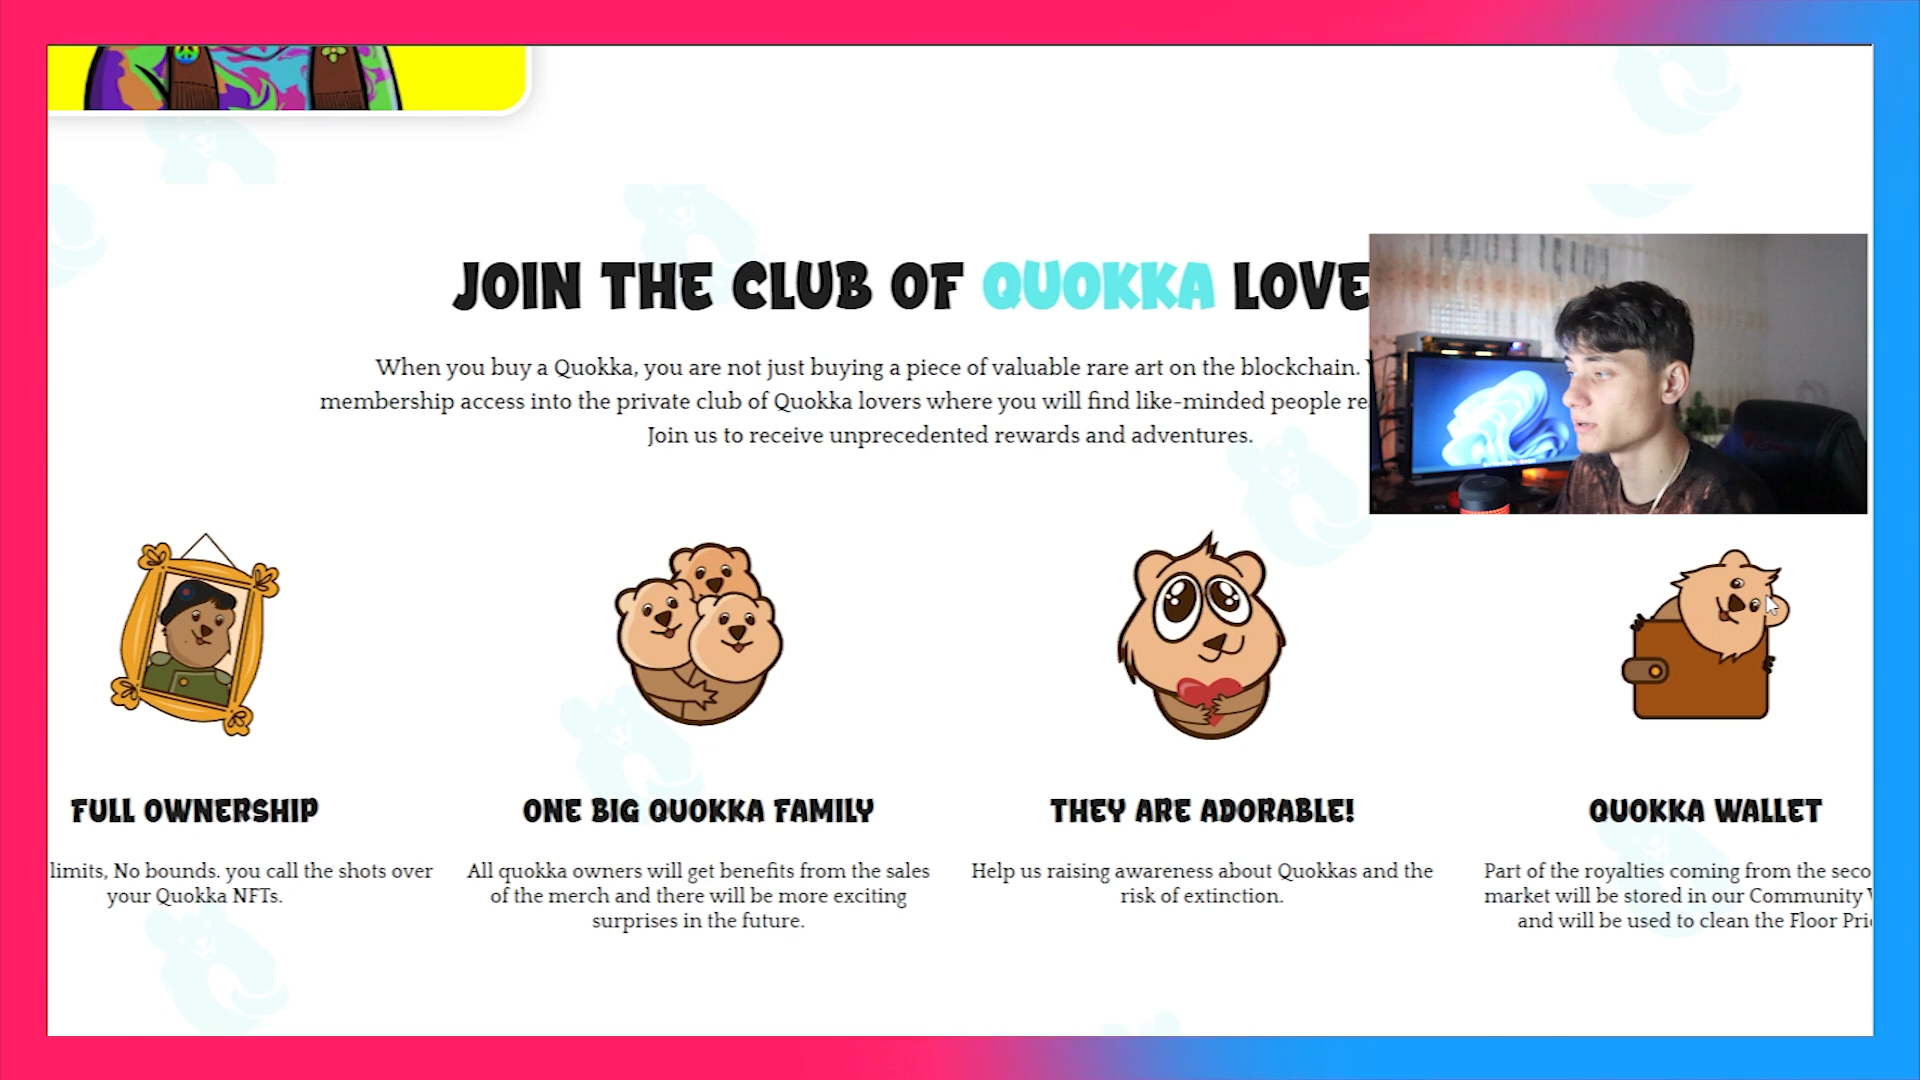 JOIN THE CLUB OF QUOKKA LOVE
When you buy a Quokka, you are not just buying a piece of valuable rare art on the blockchain.
membership access into the private club of Quokka lovers where you will find like-minded people re
Join us to receive unprecedented rewards and adventures.
FULL OWNERSHIP
limits, No bounds. you call the shots over
your Quokka NFTs.
ONE BIG QUOKKA FAMILY
All quokka owners will get benefits from the sales
of the merch and there will be more exciting
surprises in the future.
THEY ARE ADORABLE!
Help us raising awareness about Quokkas and the
risk of extinction.
QUOKKA WALLET
Part of the royalties coming from the seco
market will be stored in our Community
and will be used to clean the Floor Pri